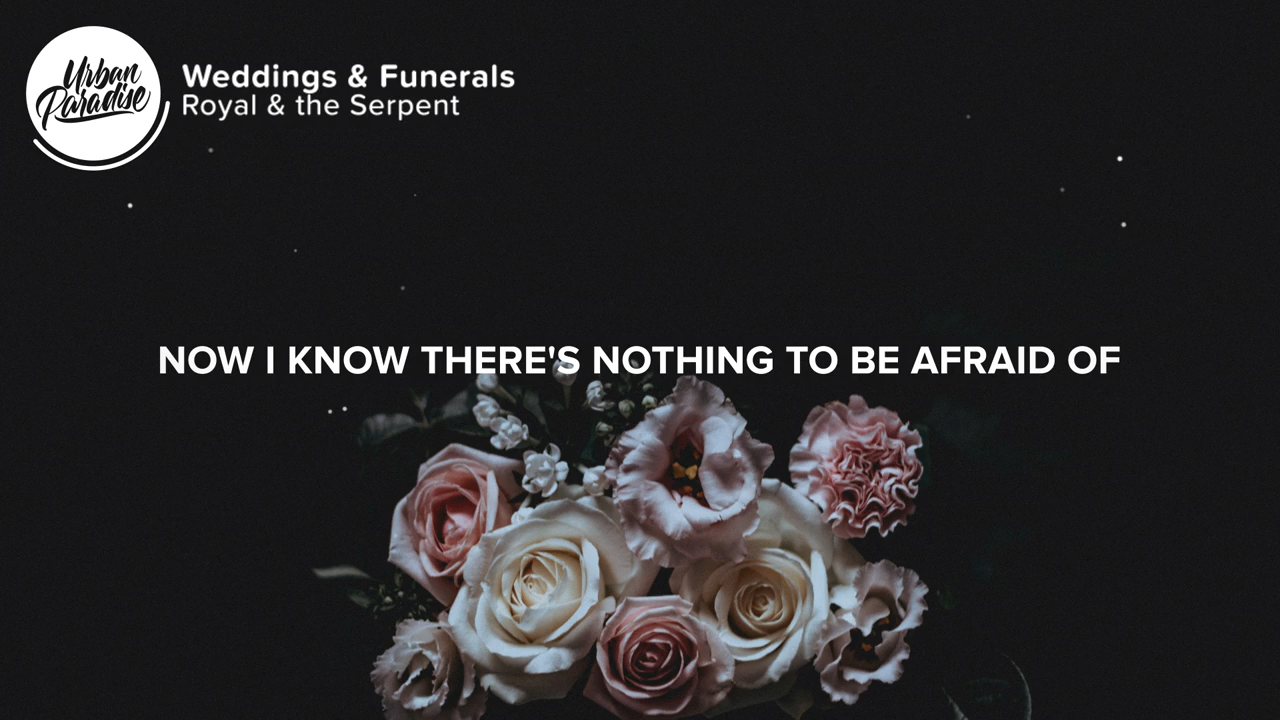 Urban
Paradise
Weddings & Funerals
Royal & the Serpent
NOW I KNOW THERE'S NOTHING TO BE AFRAID OF